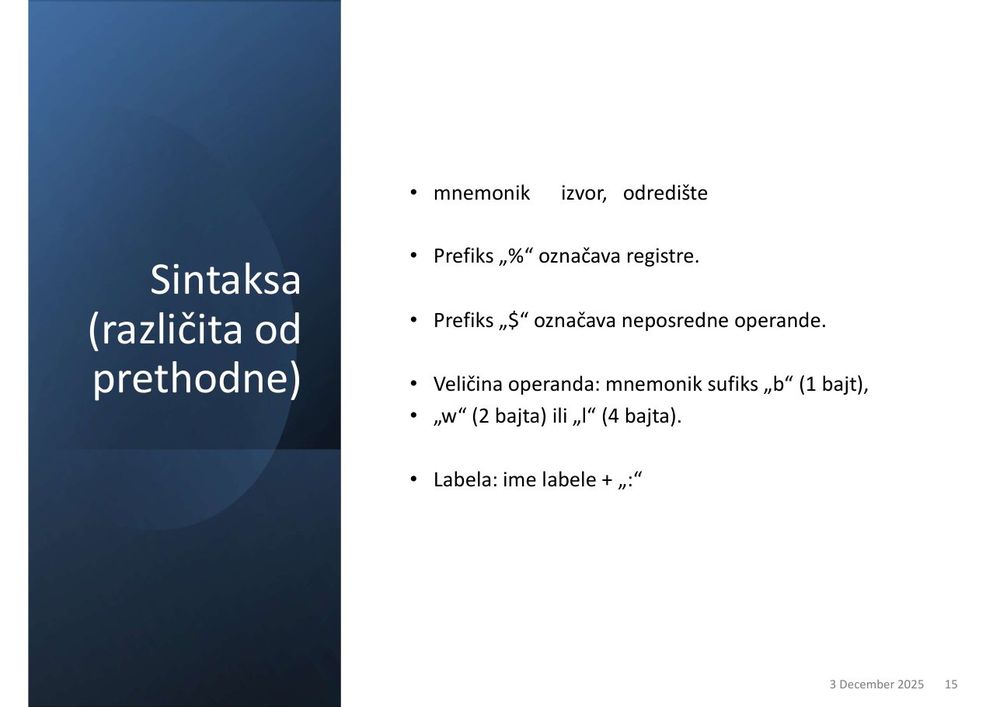 Sintaksa
(različita od
prethodne)
• mnemonik izvor, odredište
• Prefiks „%“ označava registre.
• Prefiks „$“ označava neposredne operande.
• Veličina operanda: mnemonik sufiks „b“ (1 bajt),
• „w“ (2 bajta) ili „l“ (4 bajta).
• Labela: ime labele + „:“
3 December 2025 15